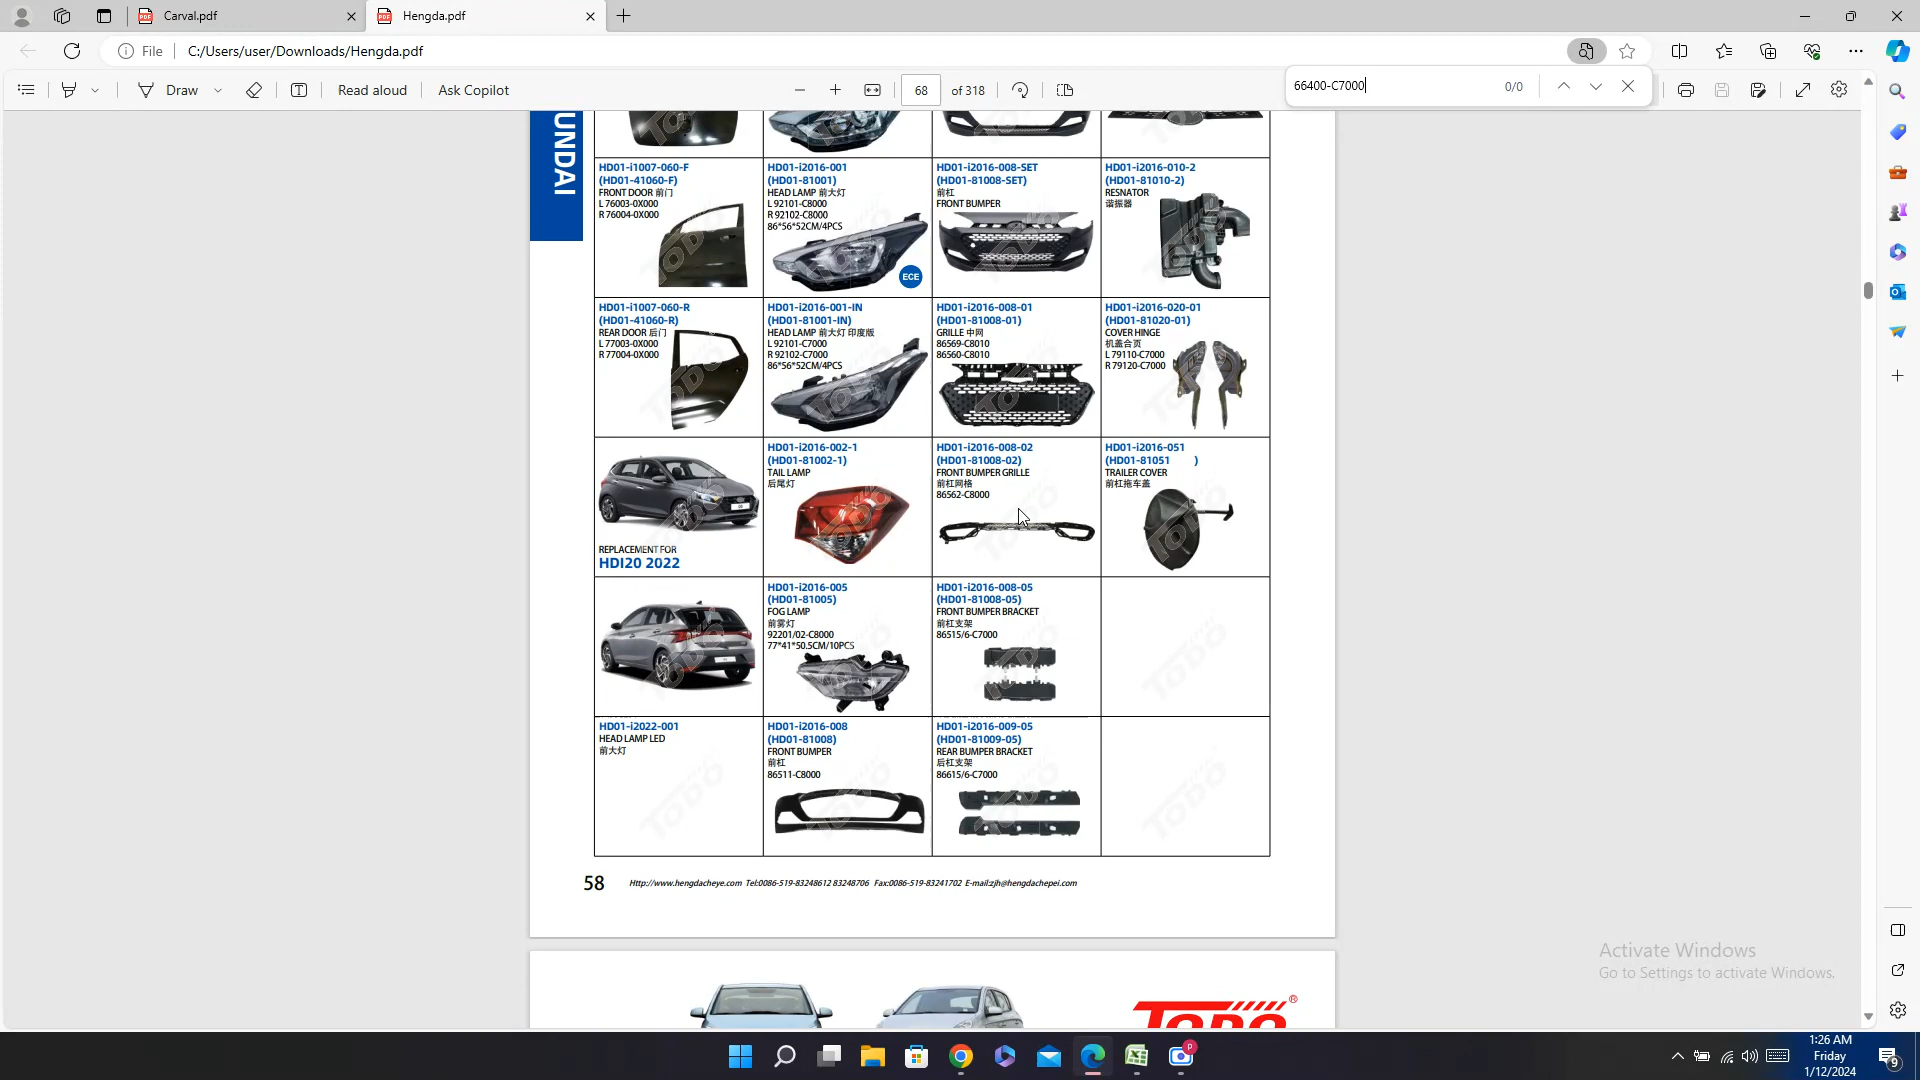 Carval.pdf
Hengda.pdf
File
C:/Users/user/Downloads/Hengda.pdf
Draw
Read aloud
Ask Copilot
68
of 318
66400-C7000
0/0
UNDAI
HD01-i1007-060-F
(HD01-41060-F)
FRONT DOOR 前门
L 76003-0X000
R 76004-0X000
HD01-i2016-001
(HD01-81001)
HEAD LAMP 前大灯
L 92101-C8000
R 92102-C8000
86*56*52CM/4PCS
ECE
HD01-i2016-008-SET
(HD01-81008-SET)
前杠
FRONT BUMPER
HD01-i2016-010-2
(HD01-81010-2)
RESNATOR
谐振器
HD01-i1007-060-R
(HD01-41060-R)
REAR DOOR 后门
L 77003-0X000
R 77004-0X000
HD01-i2016-001-IN
(HD01-81001-IN)
HEAD LAMP 前大灯 印度版
L 92101-C7000
R 92102-C7000
86*56*52CM/4PCS
HD01-i2016-008-01
(HD01-81008-01)
GRILLE 中网
86569-C8010
86560-C8010
HD01-i2016-020-01
(HD01-81020-01)
COVER HINGE
机盖合页
L 79110-C7000
R 79120-C7000
REPLACEMENT FOR
HDI20 2022
HD01-i2016-002-1
(HD01-81002-1)
TAIL LAMP
后尾灯
HD01-i2016-008-02
(HD01-81008-02)
FRONT BUMPER GRILLE
前杠网格
86562-C8000
HD01-i2016-051
(HD01-81051 )
TRAILER COVER
前杠拖车盖
HD01-i2016-005
(HD01-81005)
FOG LAMP
前雾灯
92201/02-C8000
77*41*50.5CM/10PCS
HD01-i2016-008-05
(HD01-81008-05)
FRONT BUMPER BRACKET
前杠支架
86515/6-C7000
HD01-i2022-001
HEAD LAMP LED
前大灯
HD01-i2016-008
(HD01-81008)
FRONT BUMPER
前杠
86511-C8000
HD01-i2016-009-05
(HD01-81009-05)
REAR BUMPER BRACKET
后杠支架
86615/6-C7000
58
Http://www.hengdacheye.com Tel:0086-519-83248612 83248706 Fax:0086-519-83241702 E-mail:zjh@hengdachepei.com
TODO
®
Activate Windows
Go to Settings to activate Windows.
1:26 AM
Friday
1/12/2024
9